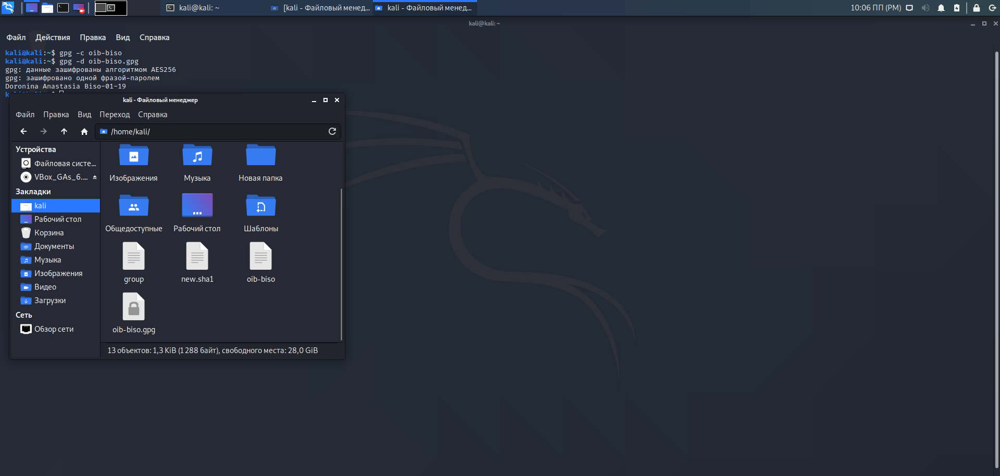 kali@kali: ~
[kali - Файловый менед...
kali - Файловый менед...
10:06 ПП (PM)
kali@kali: ~
Файл Действия Правка Вид Справка
kali@kali:~$ gpg -c oib-biso
kali@kali:~$ gpg -d oib-biso.gpg
gpg: данные зашифрованы алгоритмом AES256
gpg: зашифровано одной фразой-паролем
Doronina Anastasia Biso-01-19
kali - Файловый менеджер
Файл Правка Вид Переход Справка
/home/kali/
Устройства
Файловая систе...
VBox_GAs_6....
Закладки
kali
Рабочий стол
Корзина
Документы
Музыка
Изображения
Видео
Загрузки
Сеть
Обзор сети
Изображения Музыка Новая папка
Общедоступные Рабочий стол Шаблоны
group new.sha1 oib-biso
oib-biso.gpg
13 объектов: 1,3 KiB (1 288 байт), свободного места: 28,0 GiB